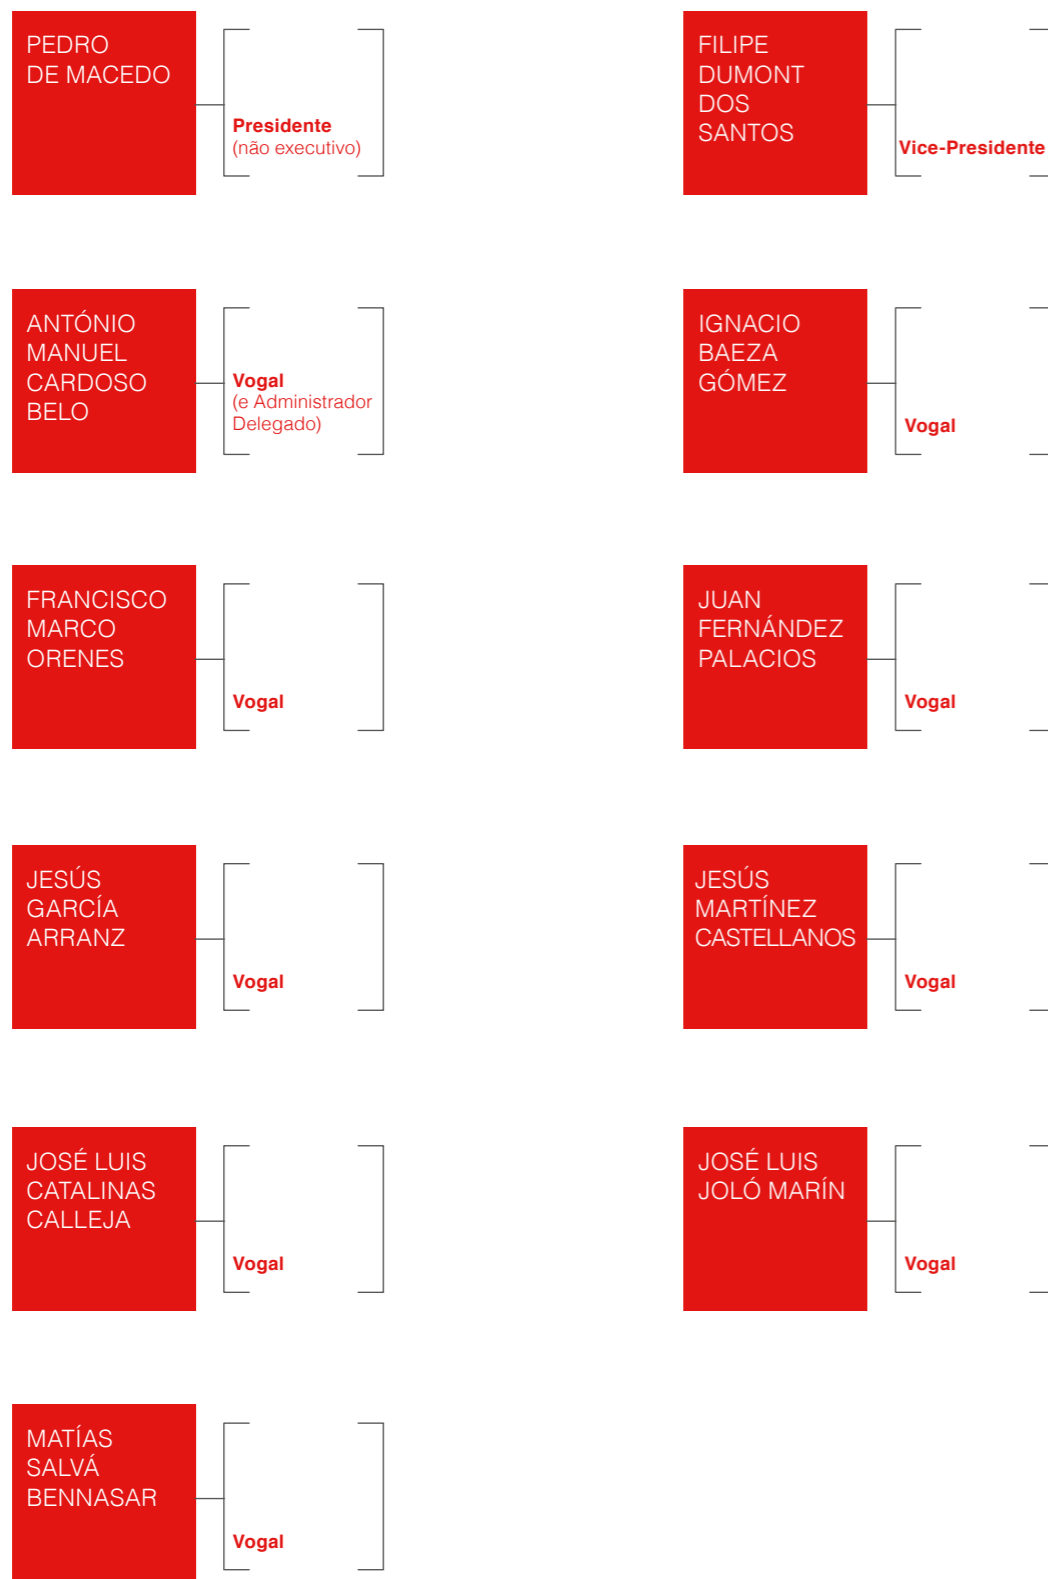 PEDRO
DE MACEDO
Presidente
(não executivo)
FILIPE
DUMONT
DOS
SANTOS
Vice-Presidente
ANTÓNIO
MANUEL
CARDOSO
BELO
Vogal
(e Administrador
Delegado)
IGNACIO
BAEZA
GÓMEZ
Vogal
FRANCISCO
MARCO
ORENES
Vogal
JUAN
FERNÁNDEZ
PALACIOS
Vogal
JESÚS
GARCÍA
ARRANZ
Vogal
JESÚS
MARTÍNEZ
CASTELLANOS
Vogal
JOSÉ LUIS
CATALINAS
CALLEJA
Vogal
JOSÉ LUIS
JOLÓ MARÍN
Vogal
MATÍAS
SALVÁ
BENNASAR
Vogal